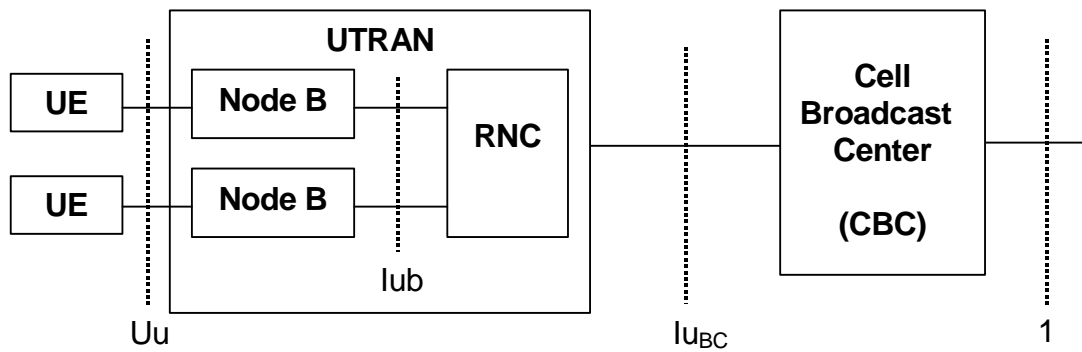 UTRAN
UE
Node B
RNC
UE
Node B
Cell
Broadcast
Center
(CBC)
Iub
Uu
IuBC
1